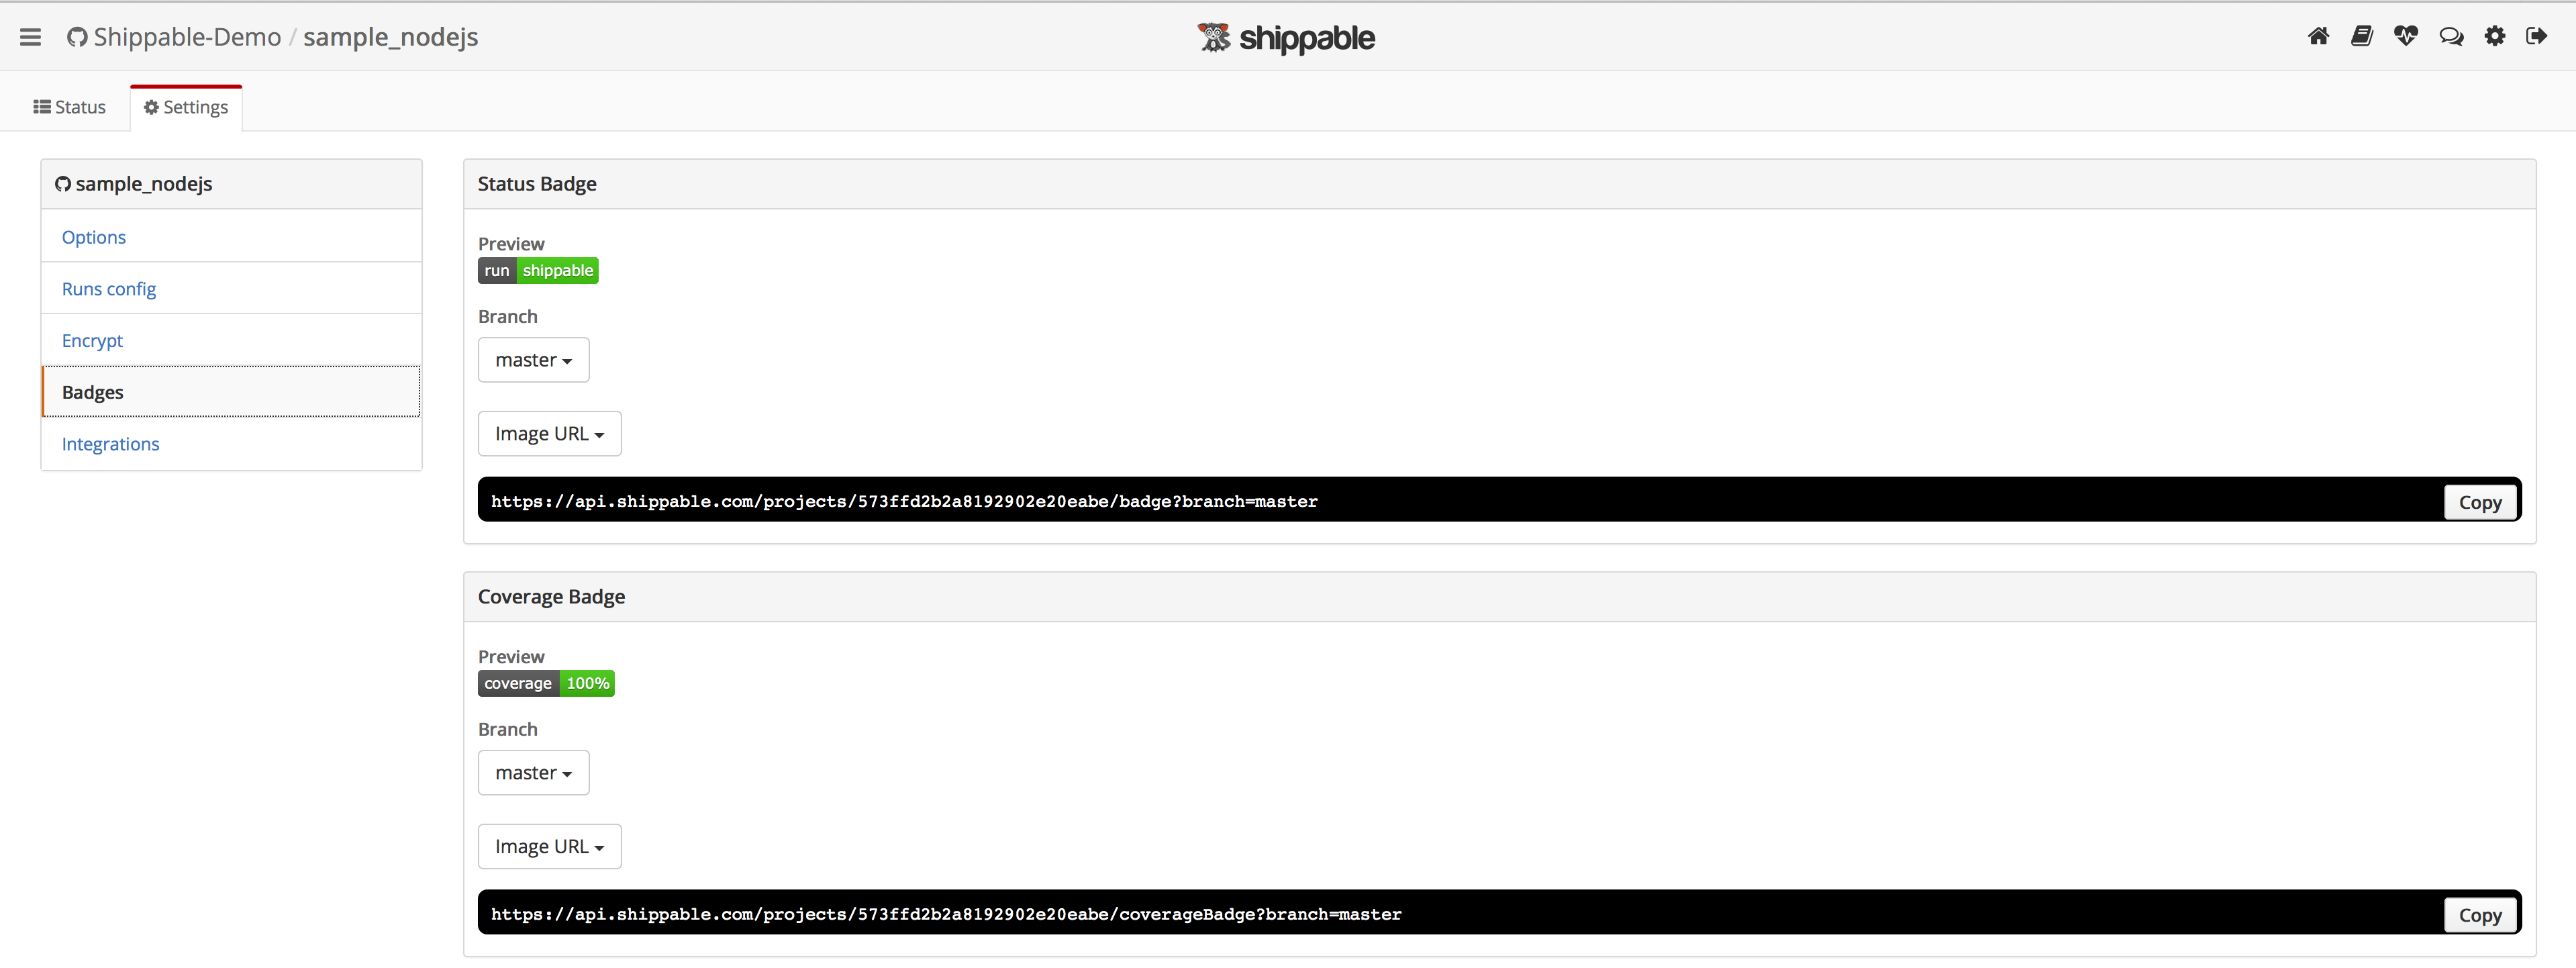 Shippable-Demo / sample_nodejs
shippable
Status
Settings
sample_nodejs
Options
Runs config
Encrypt
Badges
Integrations
Status Badge
Preview
run shippable
Branch
master
Image URL
https://api.shippable.com/projects/573ffd2b2a8192902e20eabe/badge?branch=master
Copy
Coverage Badge
Preview
coverage 100%
Branch
master
Image URL
https://api.shippable.com/projects/573ffd2b2a8192902e20eabe/coverageBadge?branch=master
Copy